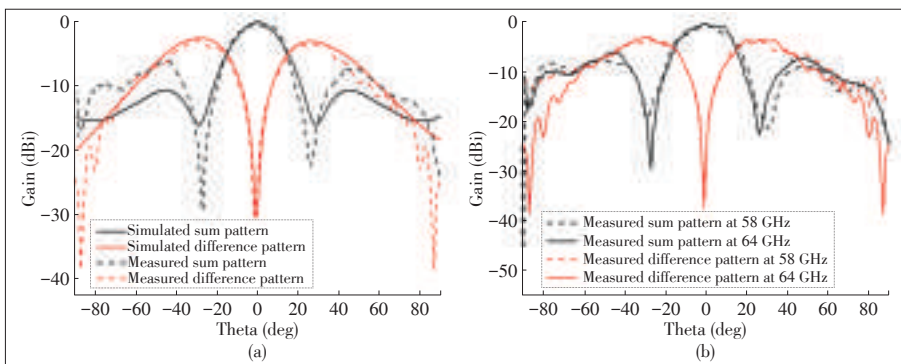 0
−10
−20
−30
−40
Gain (dBi)
Simulated sum pattern
Simulated difference pattern
Measured sum pattern
Measured difference pattern
−80 −60 −40 −20 0 20 40 60 80
Theta (deg)
(a)
0
−10
−20
−30
−40
−50
Gain (dBi)
Measured sum pattern at 58 GHz
Measured sum pattern at 64 GHz
Measured difference pattern at 58 GHz
Measured difference pattern at 64 GHz
−80 −60 −40 −20 0 20 40 60 80
Theta (deg)
(b)